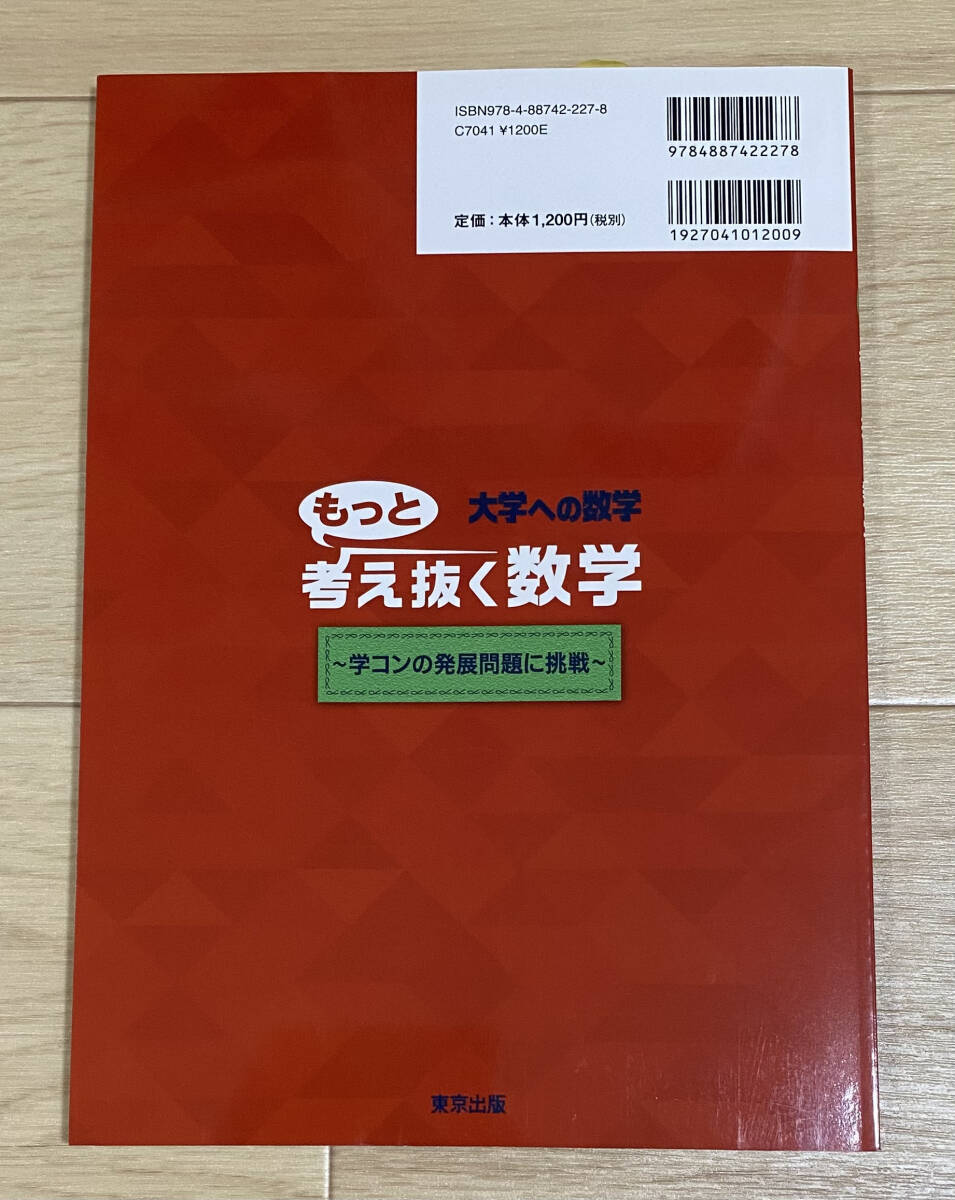 ISBN978-4-88742-227-8
C7041 ¥1200E
9784887422278
定価：本体1,200円(税別)
1927041012009
もっと
大学への数学
考え抜く数学
～学コンの発展問題に挑戦～
東京出版